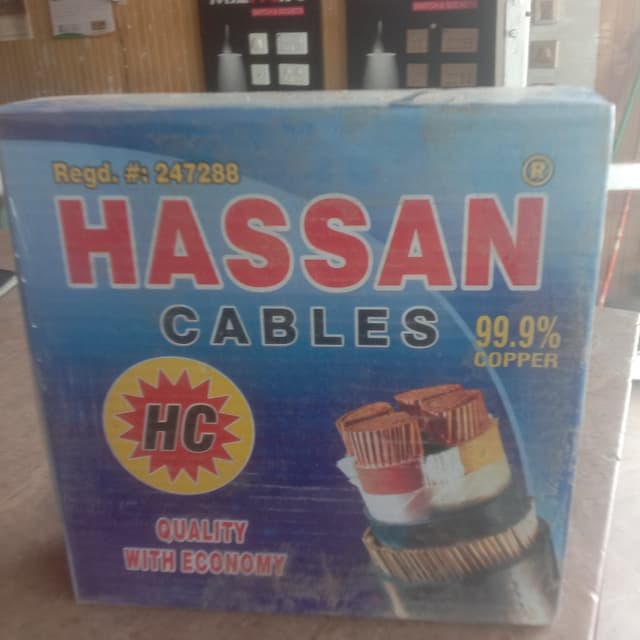 Regd. #: 247288
®
HASSAN
CABLES
99.9%
COPPER
HC
QUALITY
WITH ECONOMY